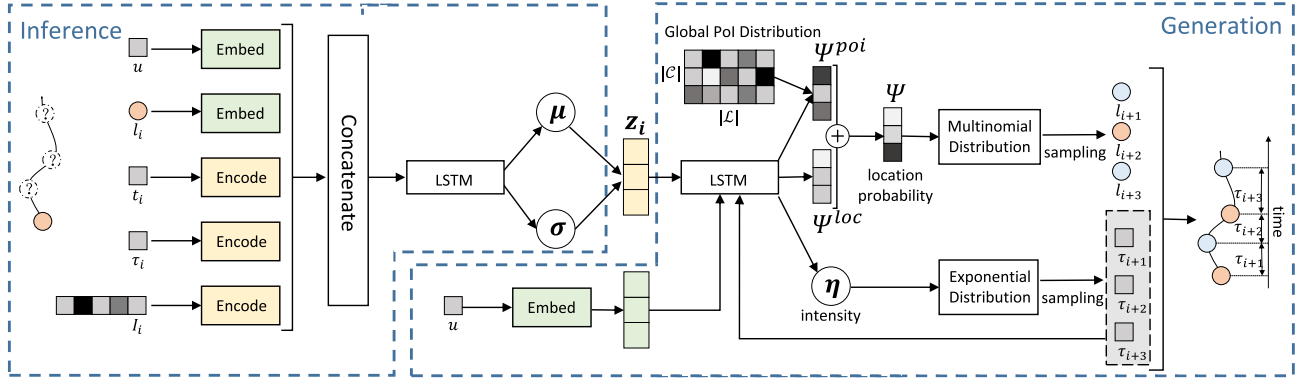 Inference
u
Embed
l_i
Embed
t_i
Encode
τ_i
Encode
I_i
Encode
?
?
?
Concatenate
LSTM
μ
σ
z_i
u
Embed
Generation
Global PoI Distribution
|𝒞|
|ℒ|
LSTM
Ψ^{poi}
Ψ^{loc}
+
Ψ
location
probability
Multinomial
Distribution
sampling
η
intensity
Exponential
Distribution
sampling
l_{i+1}
l_{i+2}
l_{i+3}
τ_{i+1}
τ_{i+2}
τ_{i+3}
τ_{i+3}
τ_{i+2}
τ_{i+1}
time